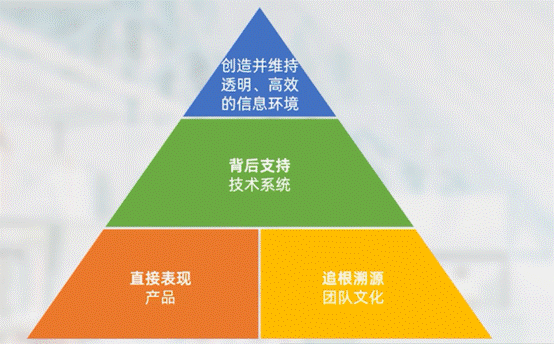 创造并维持
透明、高效
的信息环境
背后支持
技术系统
直接表现
产品
追根溯源
团队文化